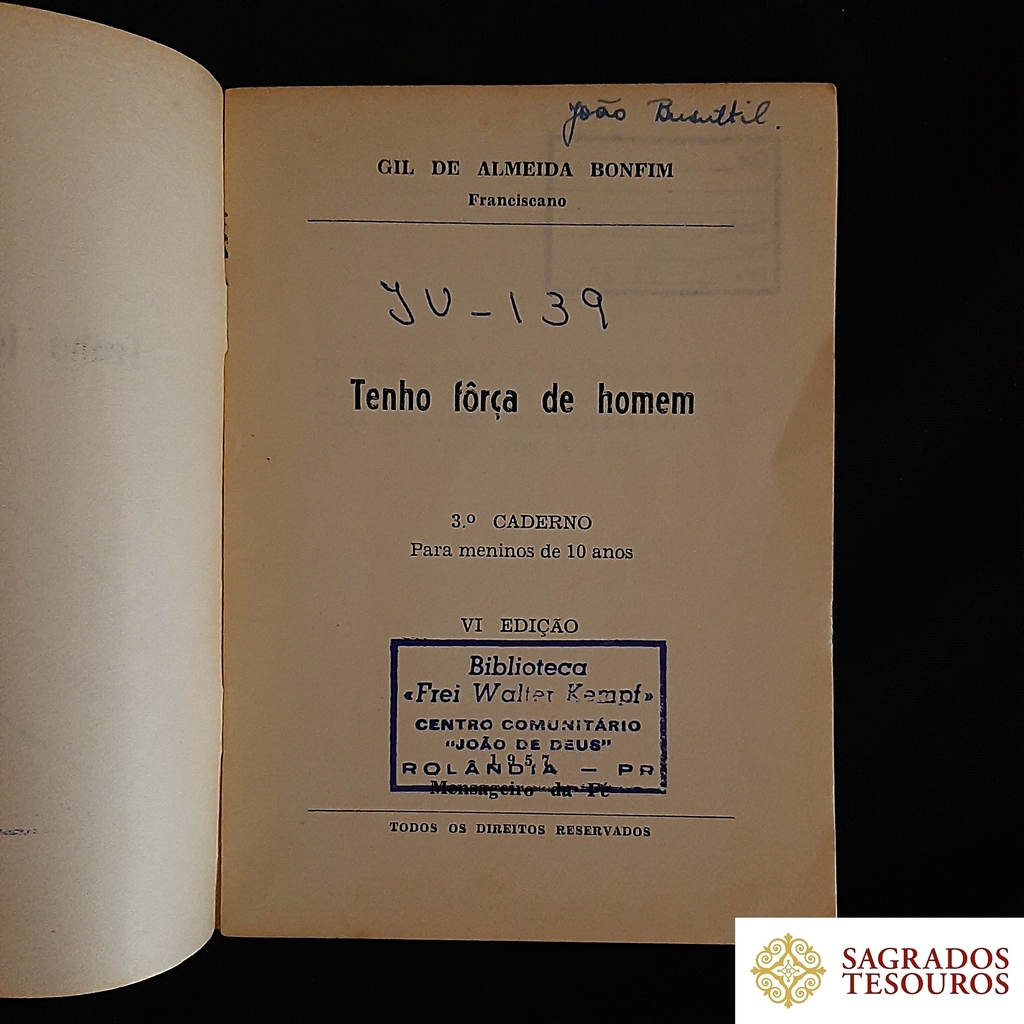 João Busuttil.
GIL DE ALMEIDA BONFIM
Franciscano
JU-139
Tenho fôrça de homem
3.º CADERNO
Para meninos de 10 anos
VI EDIÇÃO
Biblioteca
«Frei Walter Kempf»
CENTRO COMUNITÁRIO
"JOÃO DE DEUS"
1957
ROLÂNDIA - PR
Mensageiro da Fé
TODOS OS DIREITOS RESERVADOS
SAGRADOS
TESOUROS